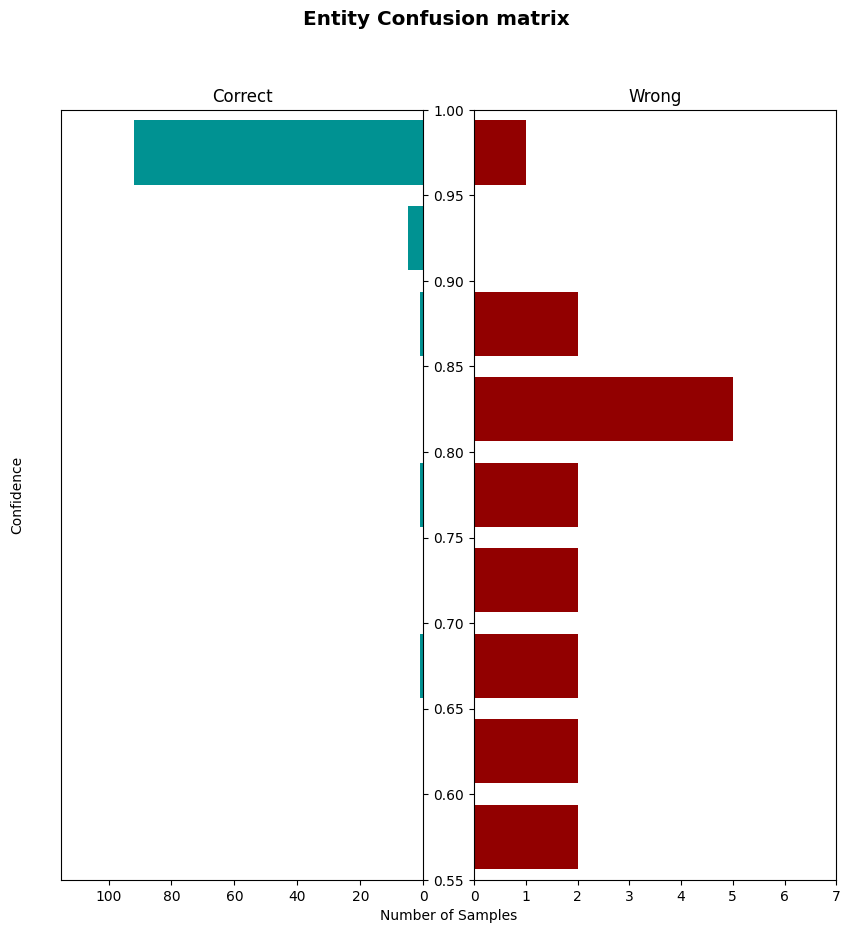 Entity Confusion matrix
Correct
Wrong
1.00
0.95
0.90
0.85
0.80
0.75
0.70
0.65
0.60
0.55
Confidence
100 80 60 40 20 0
0 1 2 3 4 5 6 7
Number of Samples